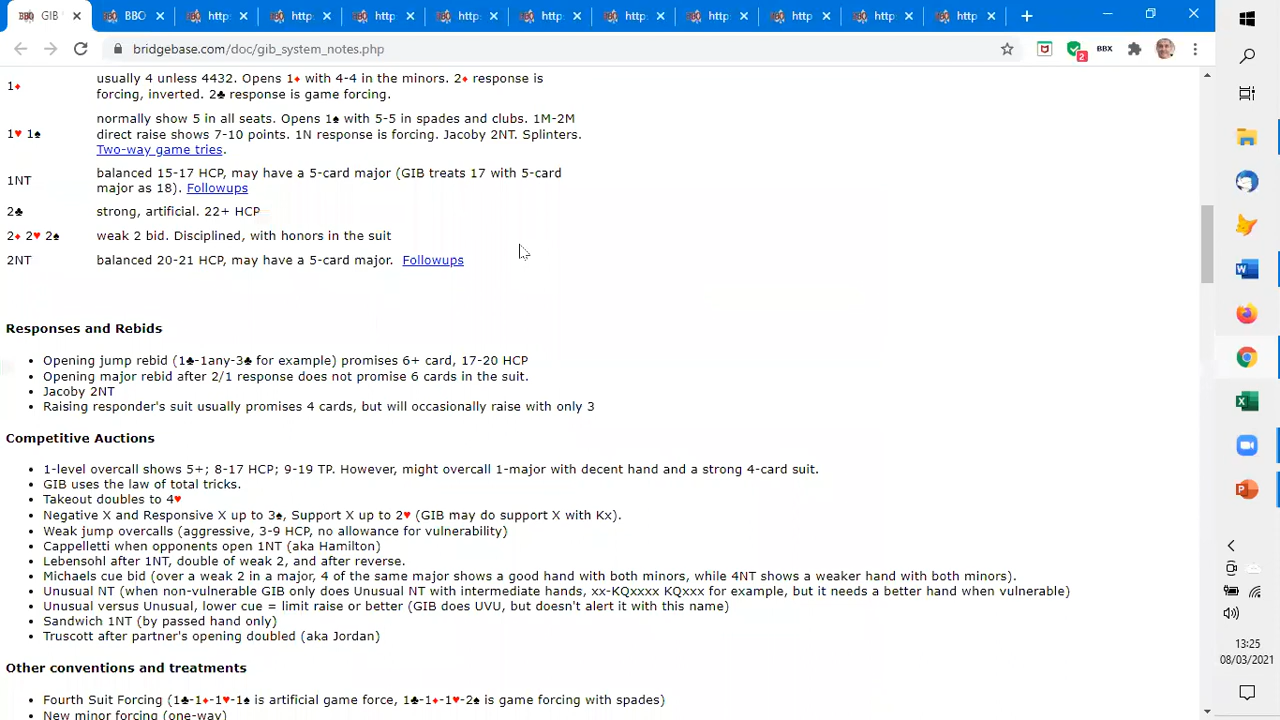 GIB
BBO
http:
http:
http:
http:
http:
http:
http:
http:
http:
http
bridgebase.com/doc/gib_system_notes.php
BBX
2
usually 4 unless 4432. Opens 1♦ with 4-4 in the minors. 2♦ response is
1♦
forcing, inverted. 2♣ response is game forcing.
normally show 5 in all seats. Opens 1♠ with 5-5 in spades and clubs. 1M-2M
1♥ 1♠ direct raise shows 7-10 points. 1N response is forcing. Jacoby 2NT. Splinters.
Two-way game tries.
balanced 15-17 HCP, may have a 5-card major (GIB treats 17 with 5-card
1NT
major as 18). Followups
2♣ strong, artificial. 22+ HCP
2♦ 2♥ 2♠ weak 2 bid. Disciplined, with honors in the suit
2NT balanced 20-21 HCP, may have a 5-card major. Followups
Responses and Rebids
• Opening jump rebid (1♣-1any-3♣ for example) promises 6+ card, 17-20 HCP
• Opening major rebid after 2/1 response does not promise 6 cards in the suit.
• Jacoby 2NT
• Raising responder's suit usually promises 4 cards, but will occasionally raise with only 3
Competitive Auctions
• 1-level overcall shows 5+; 8-17 HCP; 9-19 TP. However, might overcall 1-major with decent hand and a strong 4-card suit.
• GIB uses the law of total tricks.
• Takeout doubles to 4♥
• Negative X and Responsive X up to 3♠, Support X up to 2♥ (GIB may do support X with Kx).
• Weak jump overcalls (aggressive, 3-9 HCP, no allowance for vulnerability)
• Cappelletti when opponents open 1NT (aka Hamilton)
• Lebensohl after 1NT, double of weak 2, and after reverse.
• Michaels cue bid (over a weak 2 in a major, 4 of the same major shows a good hand with both minors, while 4NT shows a weaker hand with both minors).
• Unusual NT (when non-vulnerable GIB only does Unusual NT with intermediate hands, xx-KQxxxx KQxxx for example, but it needs a better hand when vulnerable)
• Unusual versus Unusual, lower cue = limit raise or better (GIB does UVU, but doesn't alert it with this name)
• Sandwich 1NT (by passed hand only)
• Truscott after partner's opening doubled (aka Jordan)
Other conventions and treatments
• Fourth Suit Forcing (1♣-1♦-1♥-1♠ is artificial game force, 1♣-1♦-1♥-2♠ is game forcing with spades)
• New minor forcing (one-way)
13:25
08/03/2021